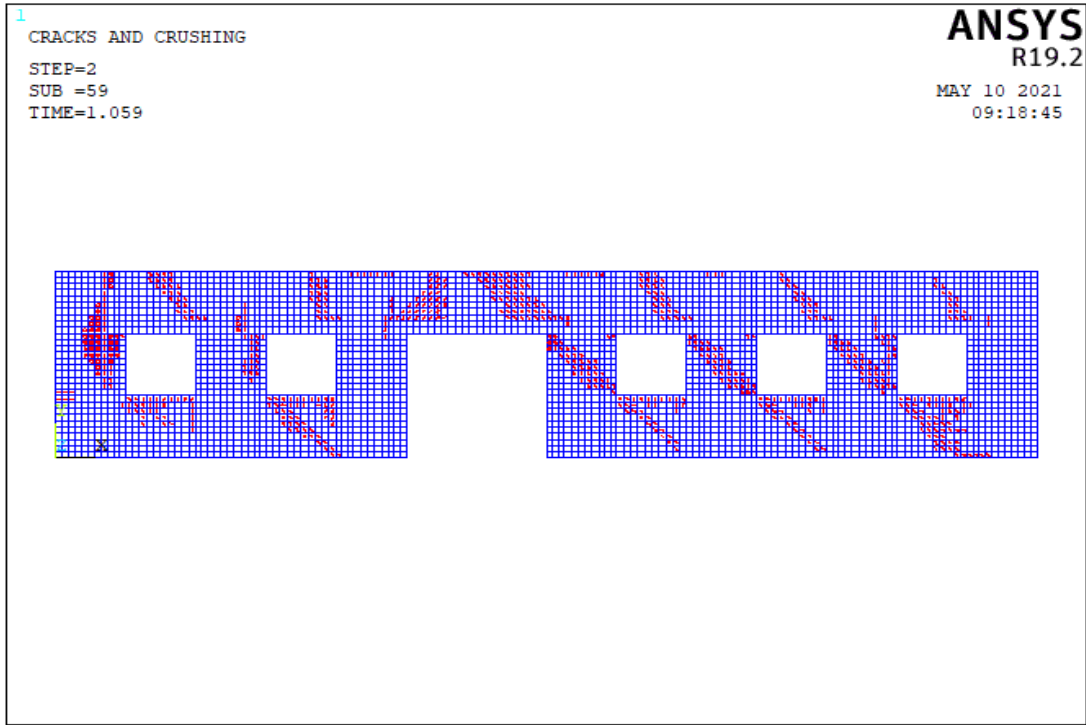 1
CRACKS AND CRUSHING
STEP=2
SUB =59
TIME=1.059
ANSYS
R19.2
MAY 10 2021
09:18:45
Y
X